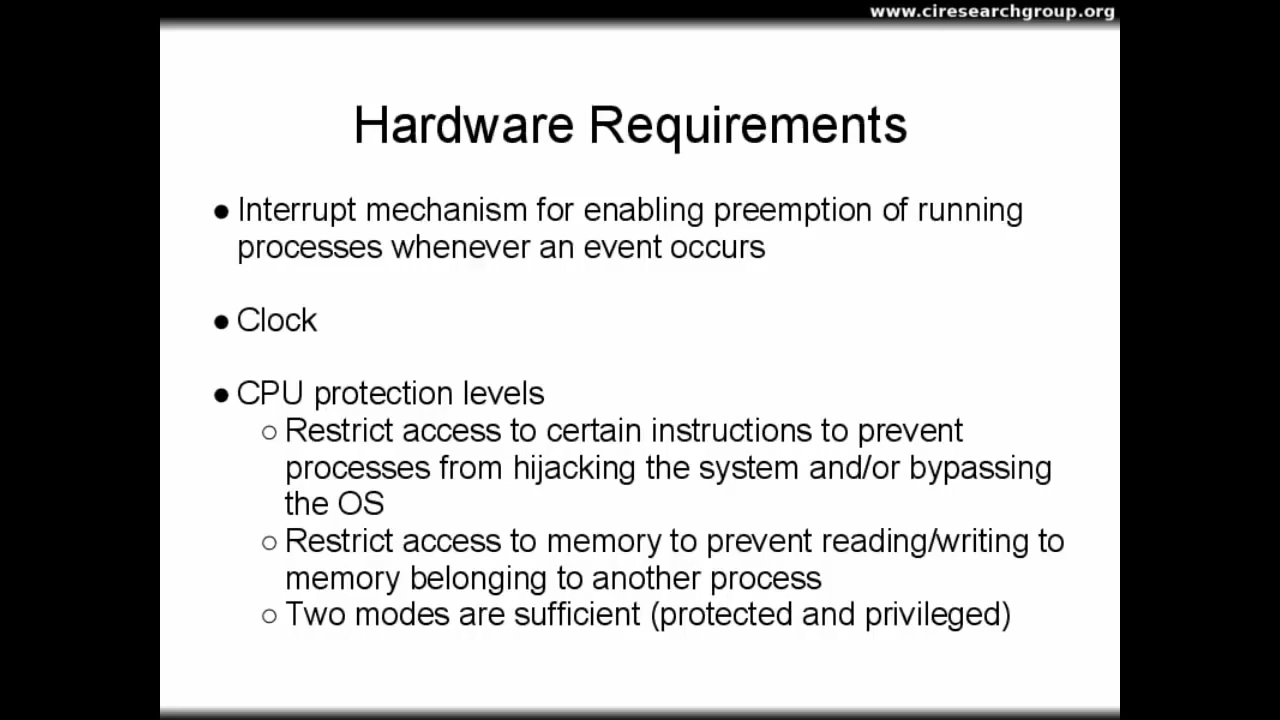 www.ciresearchgroup.org
Hardware Requirements
● Interrupt mechanism for enabling preemption of running
processes whenever an event occurs
● Clock
● CPU protection levels
○ Restrict access to certain instructions to prevent
processes from hijacking the system and/or bypassing
the OS
○ Restrict access to memory to prevent reading/writing to
memory belonging to another process
○ Two modes are sufficient (protected and privileged)